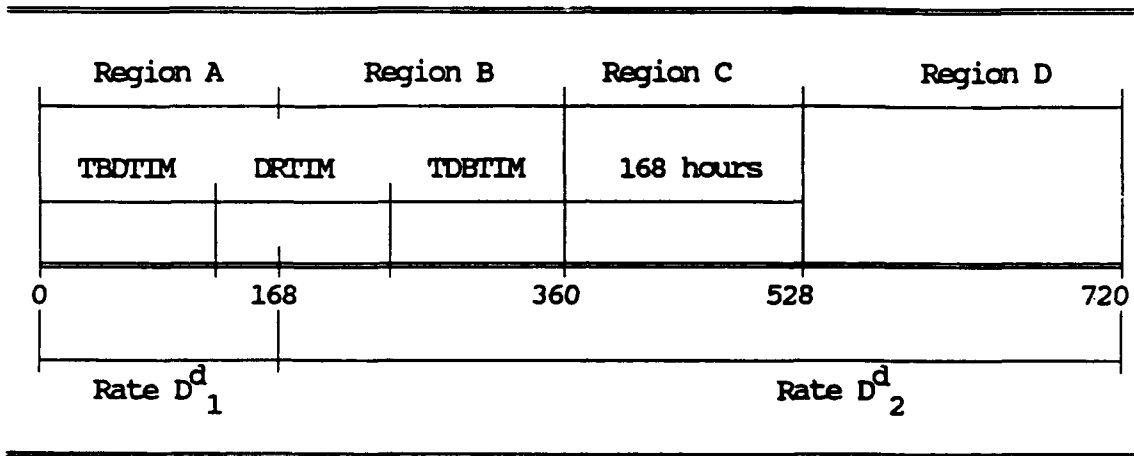 Region A Region B Region C Region D
TBDTIM DRTIM TDBTIM 168 hours
0 168 360 528 720
Rate D^d_1 Rate D^d_2